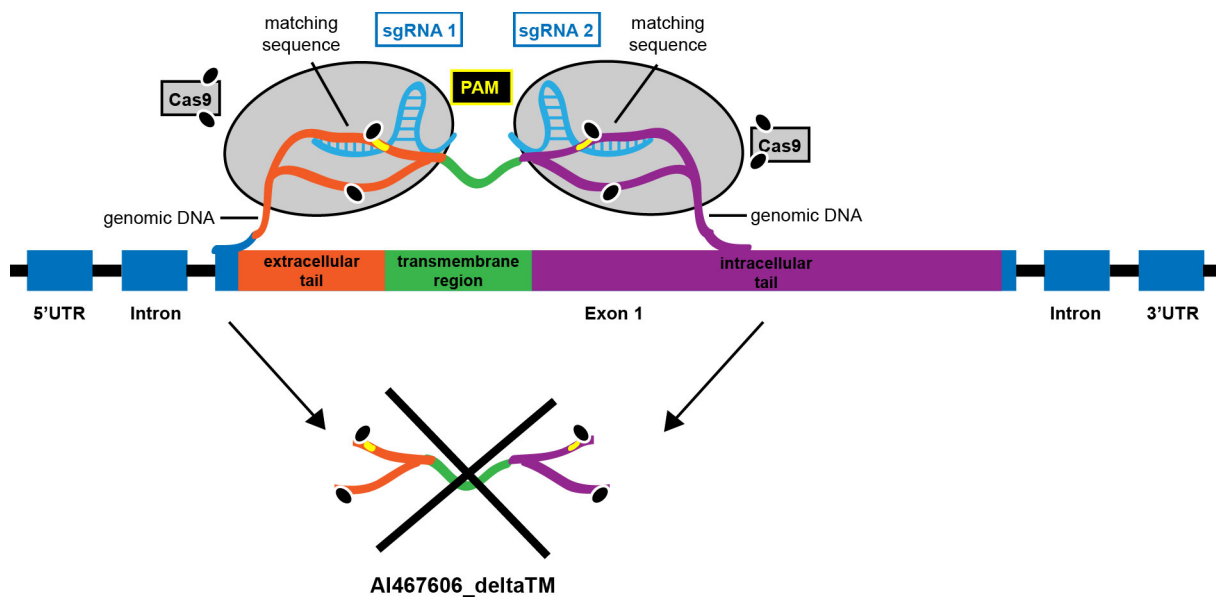 matching
sequence
sgRNA 1
sgRNA 2
matching
sequence
PAM
Cas9
Cas9
genomic DNA
genomic DNA
extracellular
tail
transmembrane
region
intracellular
tail
5’UTR
Intron
Exon 1
Intron
3’UTR
AI467606_deltaTM